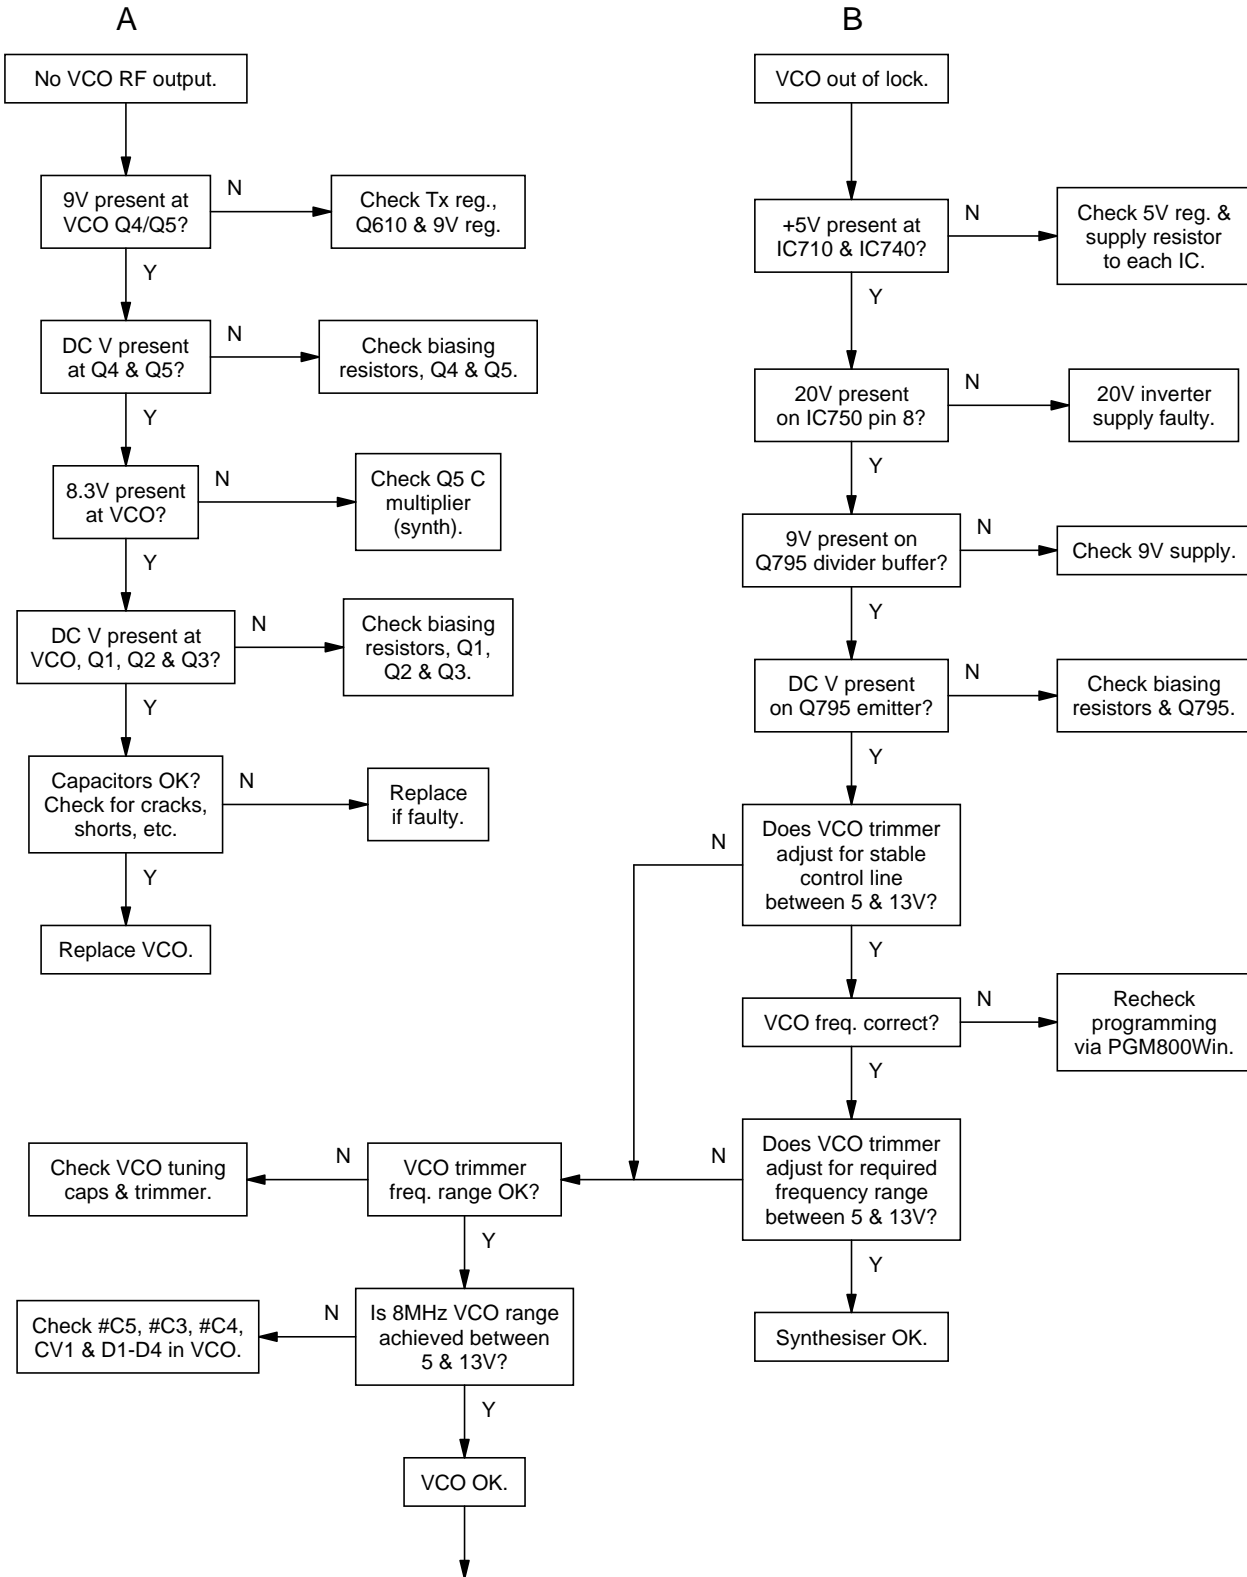 A
No VCO RF output.
9V present at
VCO Q4/Q5?
N
Check Tx reg.,
Q610 & 9V reg.
Y
DC V present
at Q4 & Q5?
N
Check biasing
resistors, Q4 & Q5.
Y
8.3V present
at VCO?
N
Check Q5 C
multiplier
(synth).
Y
DC V present at
VCO, Q1, Q2 & Q3?
N
Check biasing
resistors, Q1,
Q2 & Q3.
Y
Capacitors OK?
Check for cracks,
shorts, etc.
N
Replace
if faulty.
Y
Replace VCO.
B
VCO out of lock.
+5V present at
IC710 & IC740?
N
Check 5V reg. &
supply resistor
to each IC.
Y
20V present
on IC750 pin 8?
N
20V inverter
supply faulty.
Y
9V present on
Q795 divider buffer?
N
Check 9V supply.
Y
DC V present
on Q795 emitter?
N
Check biasing
resistors & Q795.
Y
Does VCO trimmer
adjust for stable
control line
between 5 & 13V?
N
Y
VCO freq. correct?
N
Recheck
programming
via PGM800Win.
Y
Does VCO trimmer
adjust for required
frequency range
between 5 & 13V?
N
Y
Synthesiser OK.
VCO trimmer
freq. range OK?
N
Check VCO tuning
caps & trimmer.
Y
Is 8MHz VCO range
achieved between
5 & 13V?
N
Check #C5, #C3, #C4,
CV1 & D1-D4 in VCO.
Y
VCO OK.